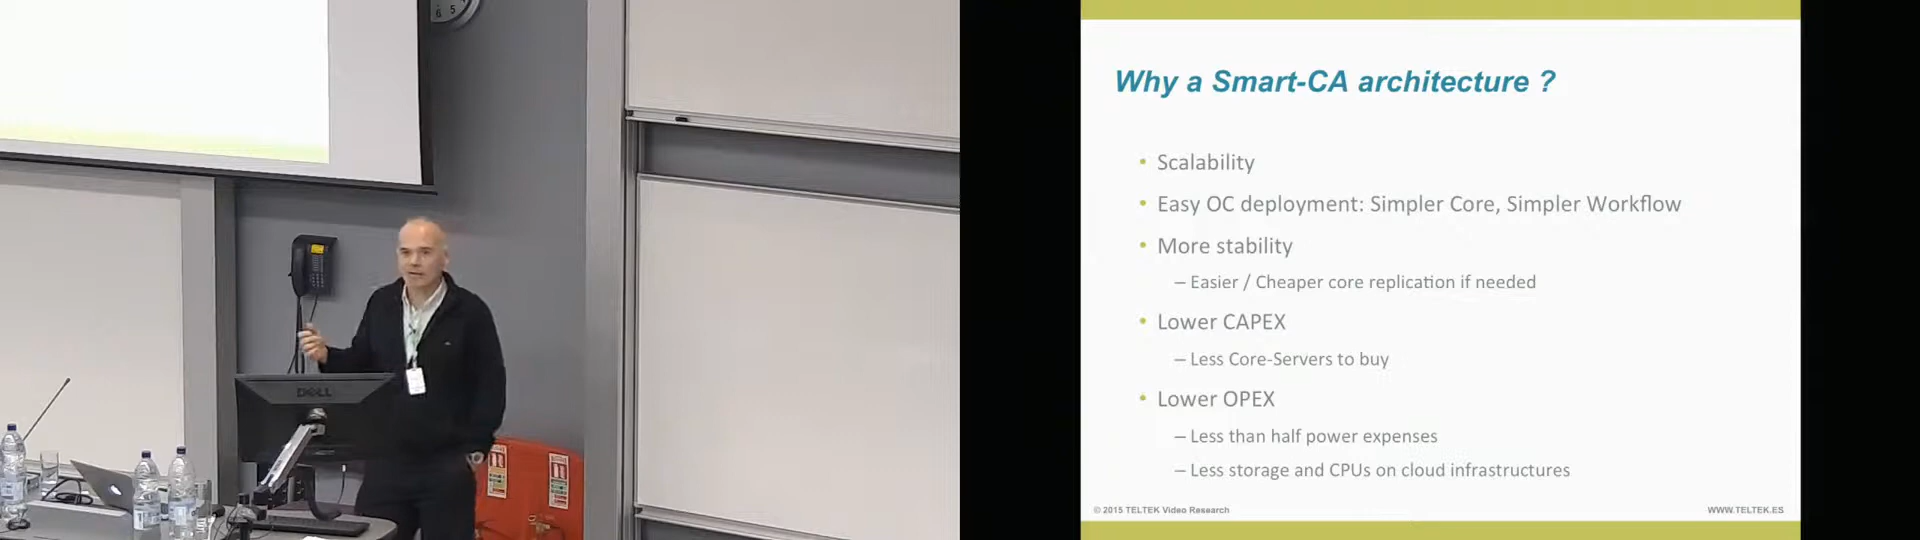 6 5
DELL
Why a Smart-CA architecture ?
• Scalability
• Easy OC deployment: Simpler Core, Simpler Workflow
• More stability
– Easier / Cheaper core replication if needed
• Lower CAPEX
– Less Core-Servers to buy
• Lower OPEX
– Less than half power expenses
– Less storage and CPUs on cloud infrastructures
© 2015 TELTEK Video Research
WWW.TELTEK.ES